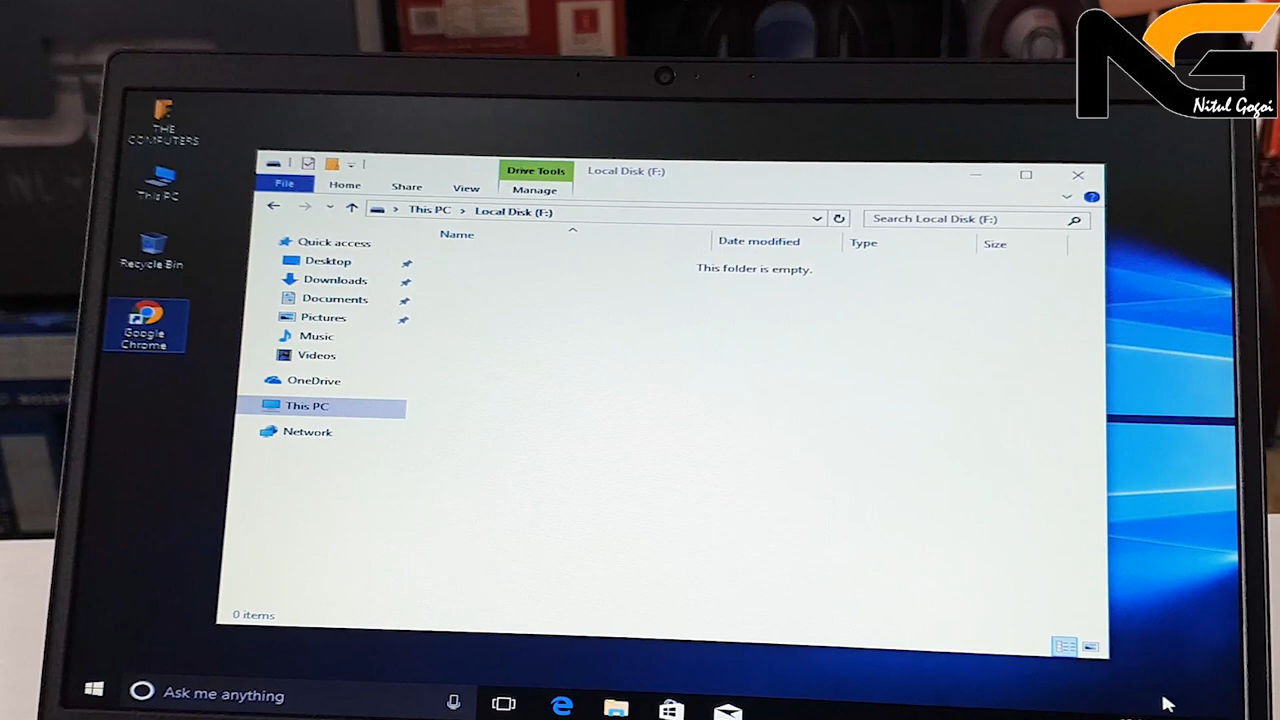 NG
Nitul Gogoi
THE
COMPUTERS
This PC
Recycle Bin
Google
Chrome
Drive Tools
Local Disk (F:)
File
Home
Share
View
Manage
This PC > Local Disk (F:)
Search Local Disk (F:)
Name
Date modified
Type
Size
This folder is empty.
Quick access
Desktop
Downloads
Documents
Pictures
Music
Videos
OneDrive
This PC
Network
0 items
Ask me anything